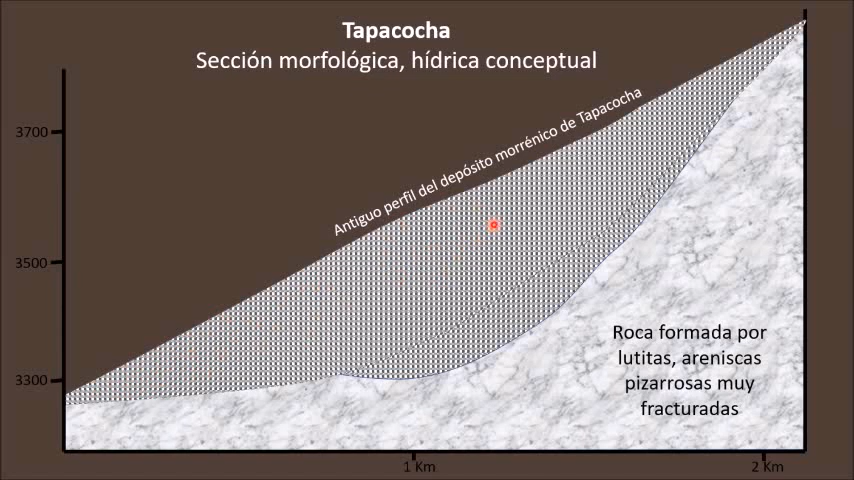 Tapacocha
Sección morfológica, hídrica conceptual
Antiguo perfil del depósito morrénico de Tapacocha
3700
3500
3300
Roca formada por
lutitas, areniscas
pizarrosas muy
fracturadas
1 Km
2 Km